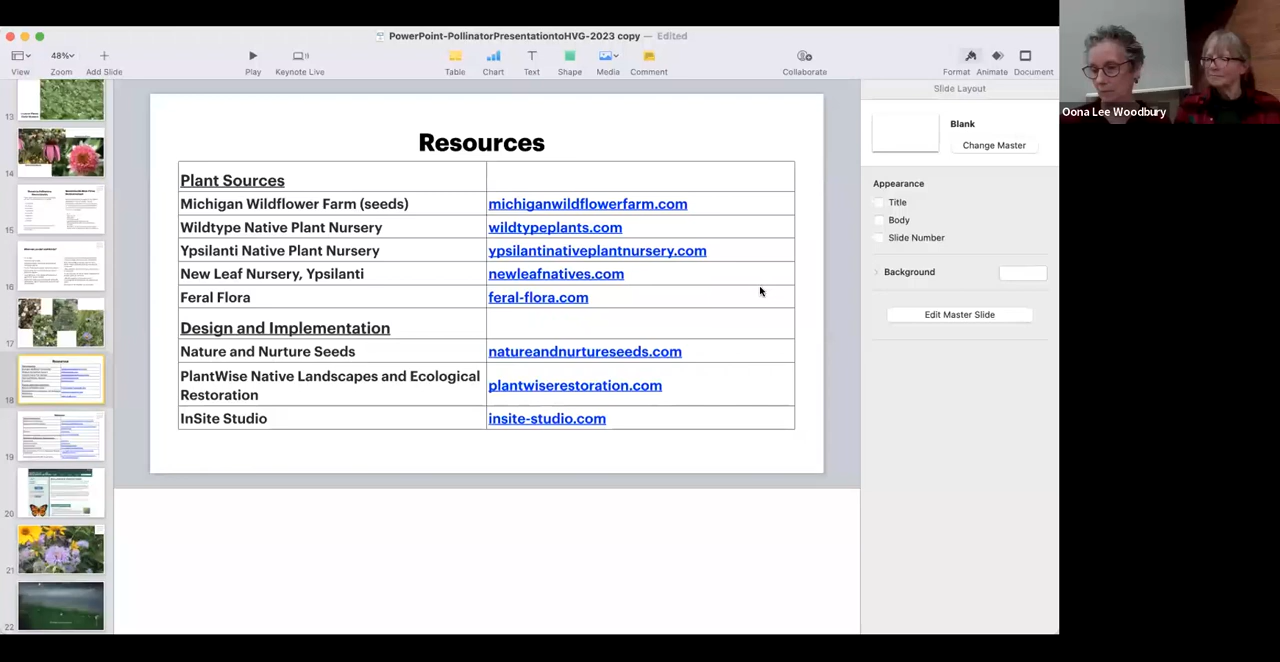 PowerPoint-PollinatorPresentationtoHVG-2023 copy — Edited
48%
View Zoom Add Slide Play Keynote Live Table Chart Text Shape Media Comment Collaborate Format Animate Document
13
14
15
16
17
18
19
20
21
22
Resources
Plant Sources
Michigan Wildflower Farm (seeds) michiganwildflowerfarm.com
Wildtype Native Plant Nursery wildtypeplants.com
Ypsilanti Native Plant Nursery ypsilantinativeplantnursery.com
New Leaf Nursery, Ypsilanti newleafnatives.com
Feral Flora feral-flora.com
Design and Implementation
Nature and Nurture Seeds natureandnurtureseeds.com
PlantWise Native Landscapes and Ecological
Restoration plantwiserestoration.com
InSite Studio insite-studio.com
Slide Layout
Blank
Change Master
Appearance
Title
Body
Slide Number
Background
Edit Master Slide
Oona Lee Woodbury